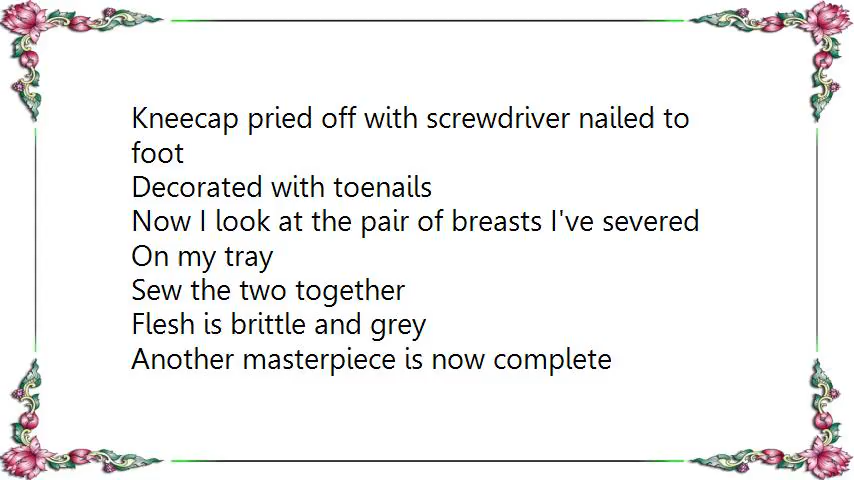 Kneecap pried off with screwdriver nailed to
foot
Decorated with toenails
Now I look at the pair of breasts I've severed
On my tray
Sew the two together
Flesh is brittle and grey
Another masterpiece is now complete